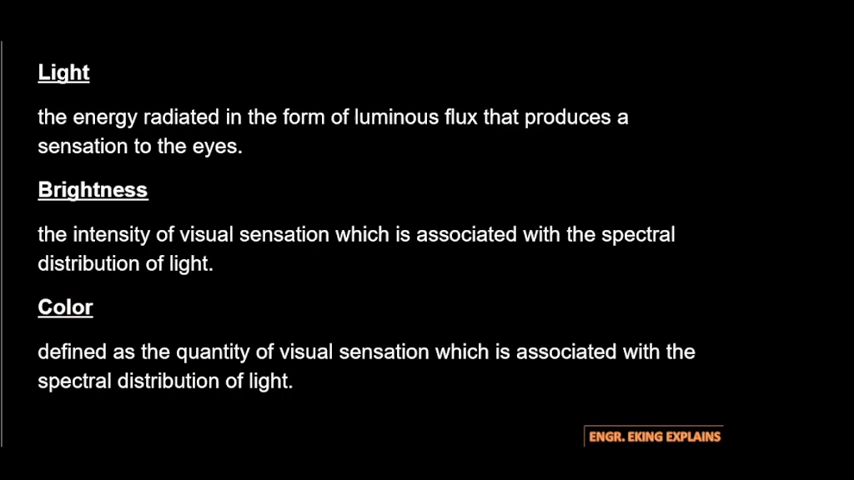 Light
the energy radiated in the form of luminous flux that produces a
sensation to the eyes.
Brightness
the intensity of visual sensation which is associated with the spectral
distribution of light.
Color
defined as the quantity of visual sensation which is associated with the
spectral distribution of light.
ENGR. EKING EXPLAINS